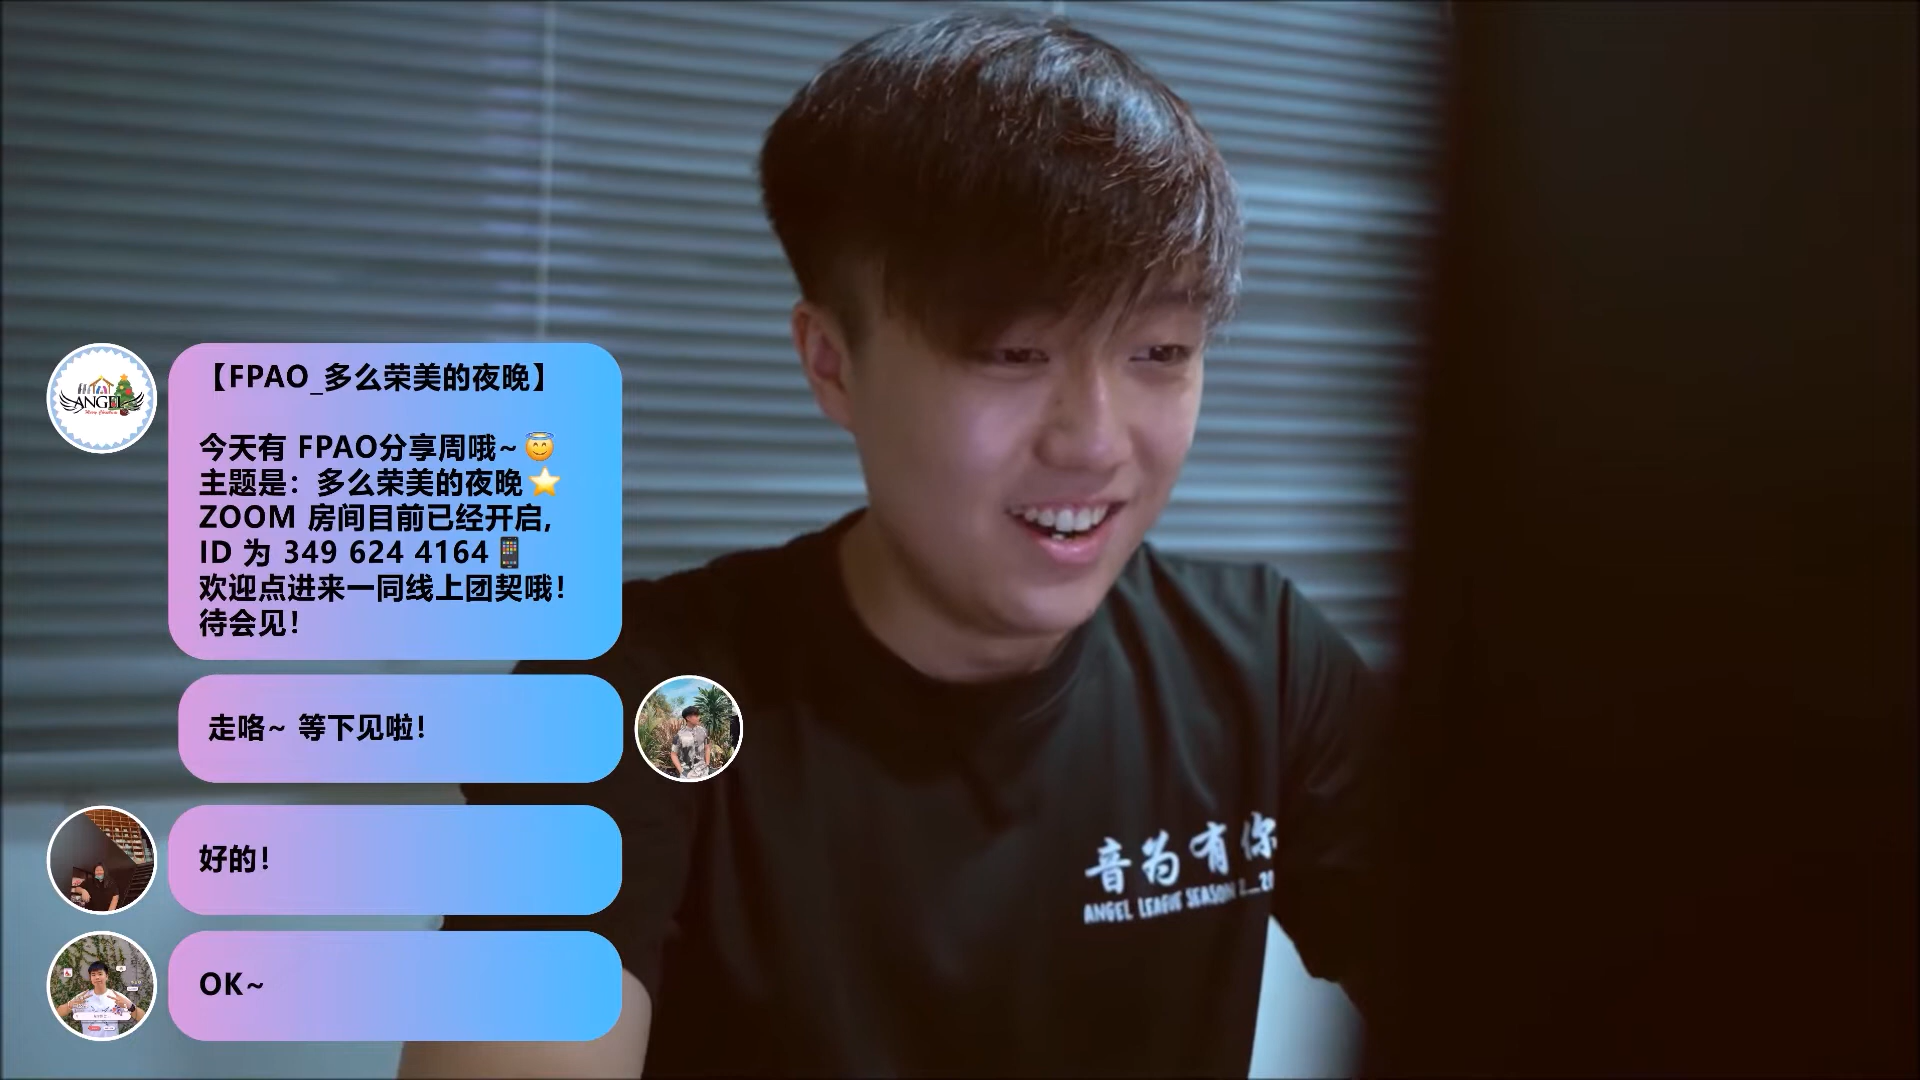 ANGEL
【FPAO_多么荣美的夜晚】
今天有 FPAO分享周哦~😇
主题是：多么荣美的夜晚⭐
ZOOM 房间目前已经开启,
ID 为 349 624 4164📱
欢迎点进来一同线上团契哦！
待会见！
走咯~ 等下见啦！
好的！
OK~
音为有你
ANGEL LEAGUE SEASON 2_20